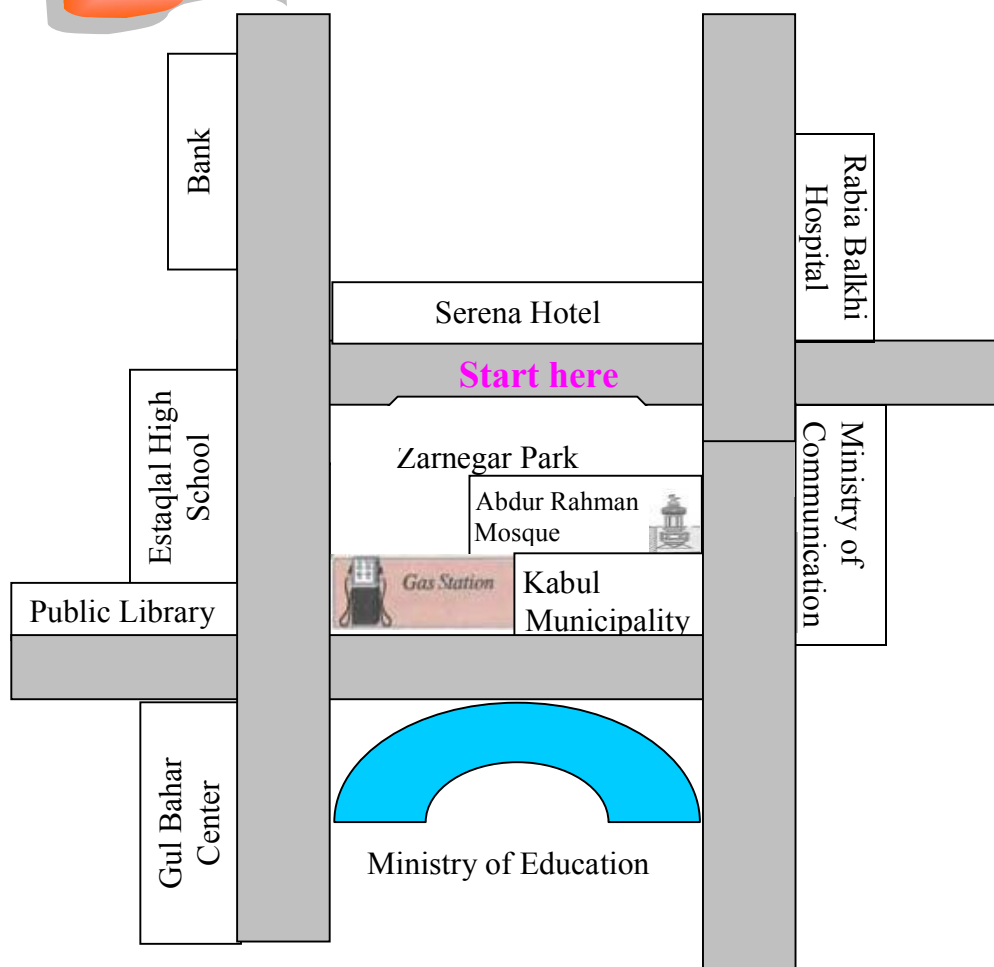 Bank
Rabia Balkhi
Hospital
Serena Hotel
Start here
Estaqlal High
School
Zarnegar Park
Ministry of
Communication
Abdur Rahman
Mosque
Gas Station
Kabul
Municipality
Public Library
Gul Bahar
Center
Ministry of Education